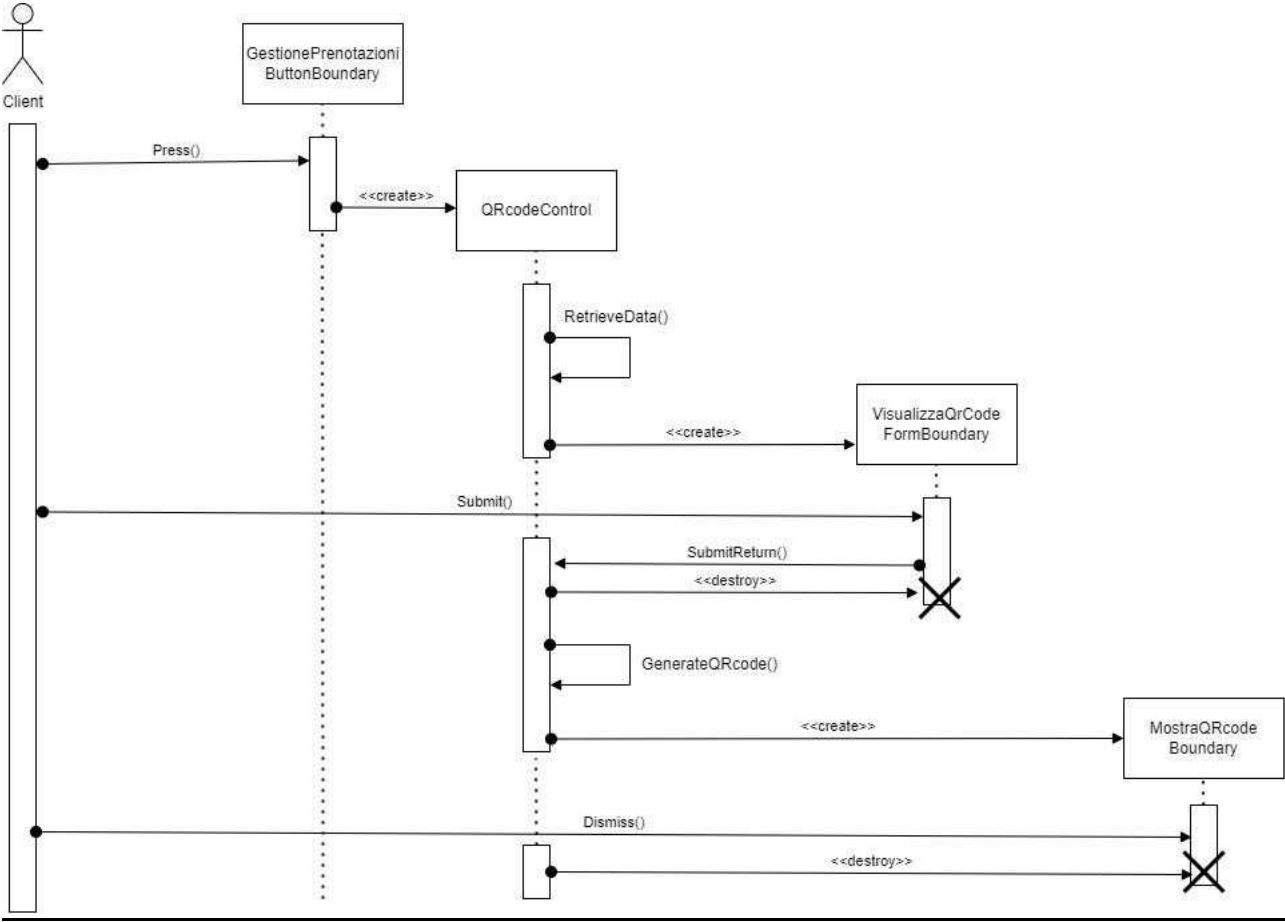 Client
GestionePrenotazioni
ButtonBoundary
Press()
<<create>>
QRcodeControl
RetrieveData()
<<create>>
VisualizzaQrCode
FormBoundary
Submit()
SubmitReturn()
<<destroy>>
GenerateQRcode()
<<create>>
MostraQRcode
Boundary
Dismiss()
<<destroy>>